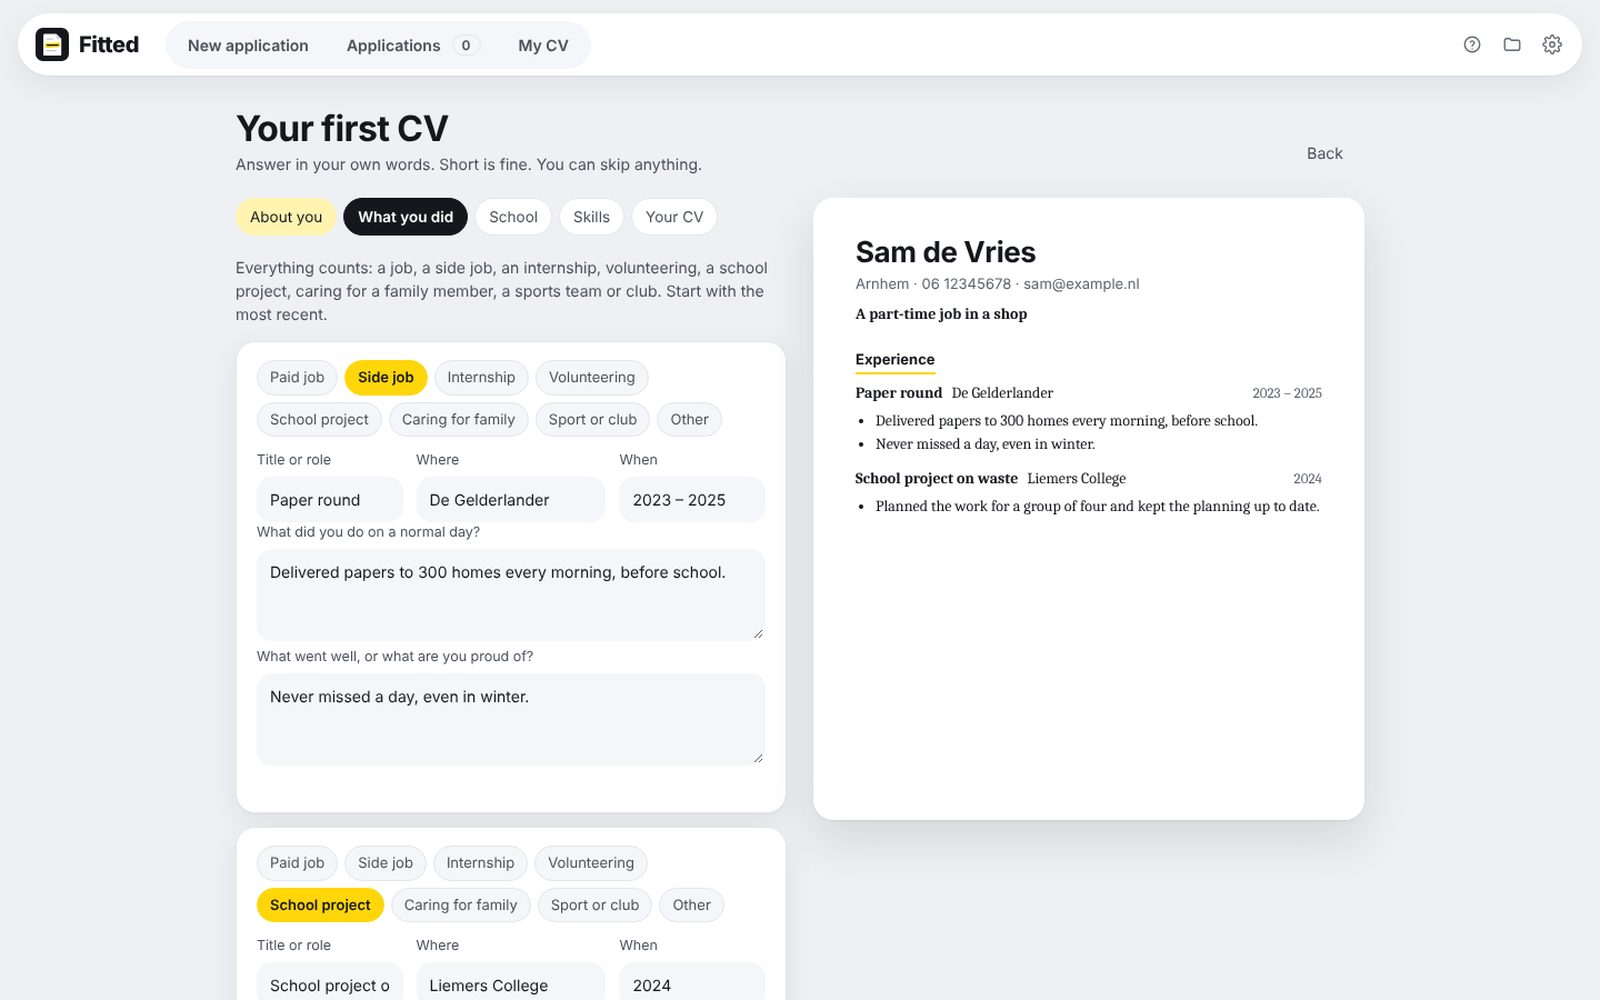 Fitted
New application
Applications 0
My CV
Your first CV
Answer in your own words. Short is fine. You can skip anything.
Back
About you
What you did
School
Skills
Your CV
Everything counts: a job, a side job, an internship, volunteering, a school
project, caring for a family member, a sports team or club. Start with the
most recent.
Paid job
Side job
Internship
Volunteering
School project
Caring for family
Sport or club
Other
Title or role
Where
When
Paper round
De Gelderlander
2023 – 2025
What did you do on a normal day?
Delivered papers to 300 homes every morning, before school.
What went well, or what are you proud of?
Never missed a day, even in winter.
Paid job
Side job
Internship
Volunteering
School project
Caring for family
Sport or club
Other
Title or role
Where
When
School project o
Liemers College
2024
Sam de Vries
Arnhem · 06 12345678 · sam@example.nl
A part-time job in a shop
Experience
Paper round De Gelderlander 2023 – 2025
• Delivered papers to 300 homes every morning, before school.
• Never missed a day, even in winter.
School project on waste Liemers College 2024
• Planned the work for a group of four and kept the planning up to date.